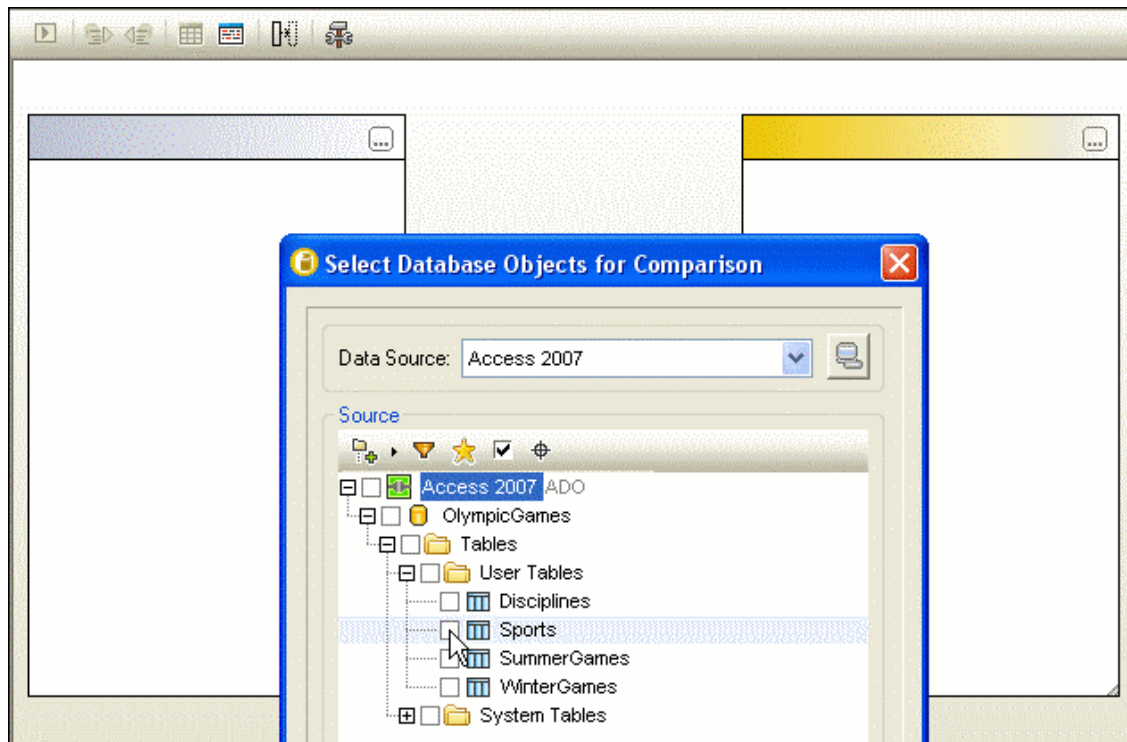 Select Database Objects for Comparison
Data Source: Access 2007
Source
Access 2007 ADO
OlympicGames
Tables
User Tables
Disciplines
Sports
SummerGames
WinterGames
System Tables